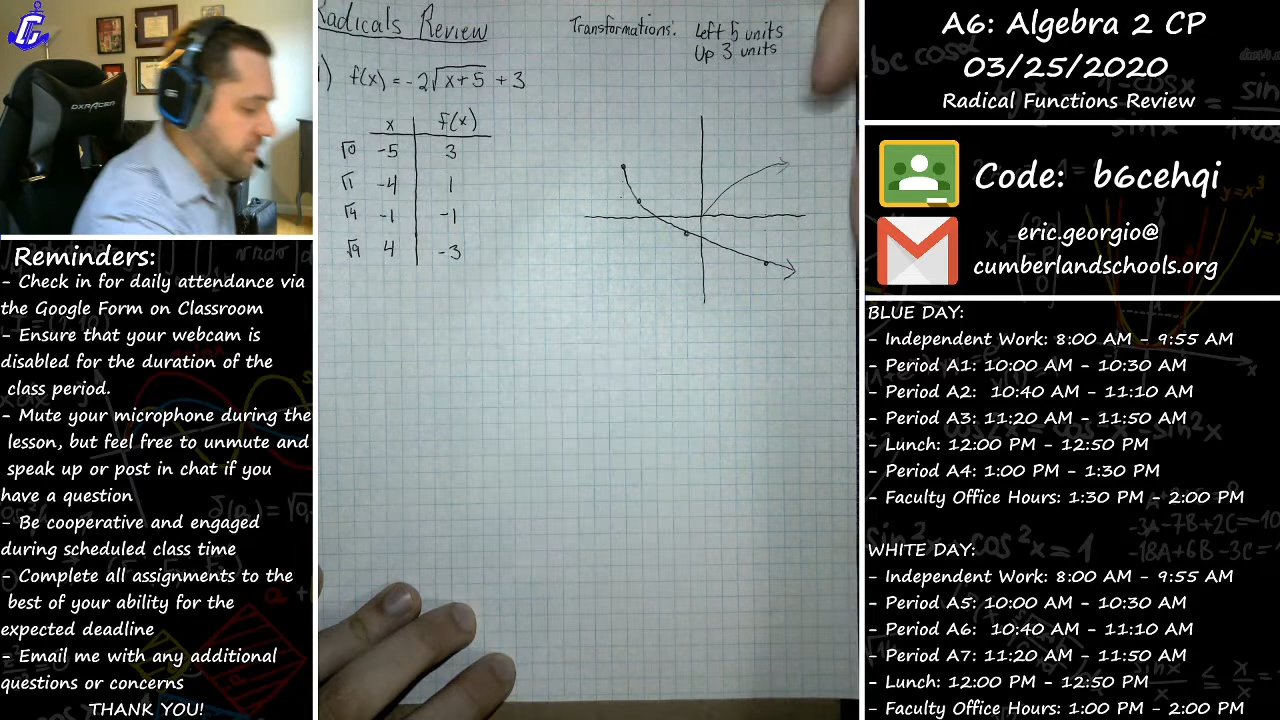 C
DXRACER
Reminders:
- Check in for daily attendance via
the Google Form on Classroom
- Ensure that your webcam is
disabled for the duration of the
class period.
- Mute your microphone during the
lesson, but feel free to unmute and
speak up or post in chat if you
have a question
- Be cooperative and engaged
during scheduled class time
- Complete all assignments to the
best of your ability for the
expected deadline
- Email me with any additional
questions or concerns
THANK YOU!
Radicals Review
1) f(x) = -2√x+5 + 3
x f(x)
√0 -5 3
√1 -4 1
√4 -1 -1
√9 4 -3
Transformations: Left 5 units
Up 3 units
A6: Algebra 2 CP
03/25/2020
Radical Functions Review
Code: b6cehqi
eric.georgio@
cumberlandschools.org
BLUE DAY:
- Independent Work: 8:00 AM - 9:55 AM
- Period A1: 10:00 AM - 10:30 AM
- Period A2: 10:40 AM - 11:10 AM
- Period A3: 11:20 AM - 11:50 AM
- Lunch: 12:00 PM - 12:50 PM
- Period A4: 1:00 PM - 1:30 PM
- Faculty Office Hours: 1:30 PM - 2:00 PM
WHITE DAY:
- Independent Work: 8:00 AM - 9:55 AM
- Period A5: 10:00 AM - 10:30 AM
- Period A6: 10:40 AM - 11:10 AM
- Period A7: 11:20 AM - 11:50 AM
- Lunch: 12:00 PM - 12:50 PM
- Faculty Office Hours: 1:00 PM - 2:00 PM